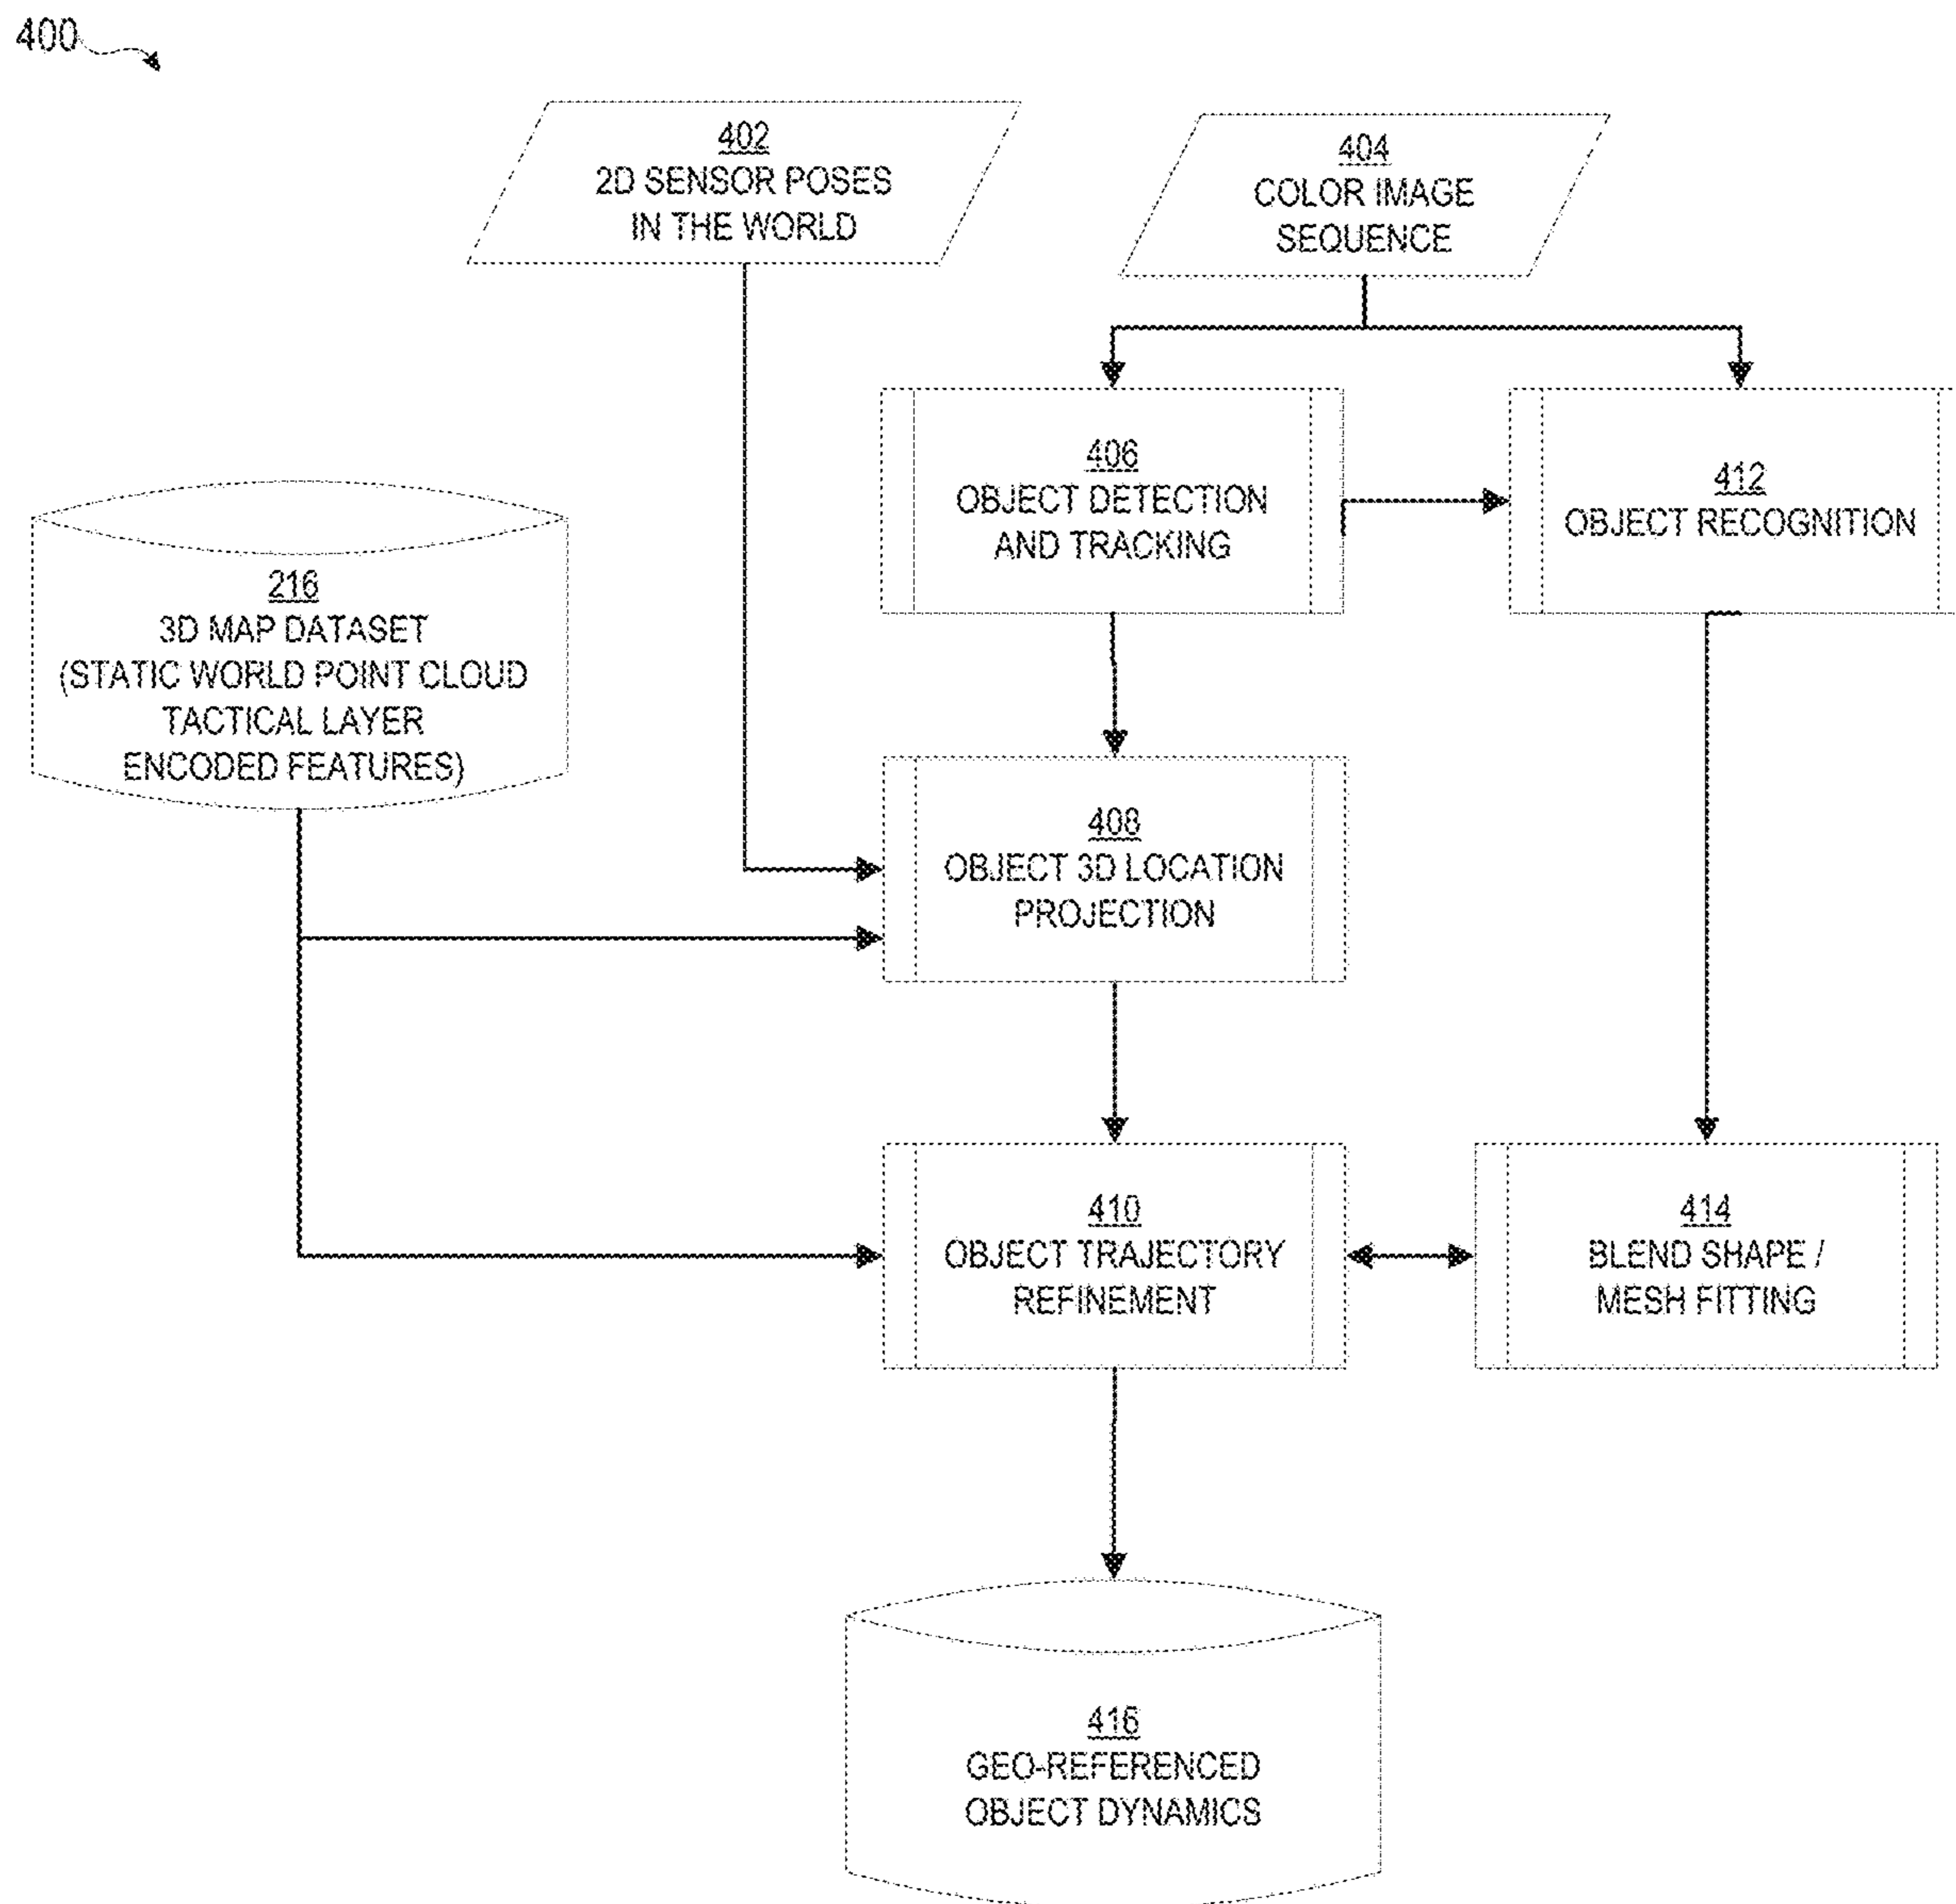 400
402
2D SENSOR POSES
IN THE WORLD
404
COLOR IMAGE
SEQUENCE
406
OBJECT DETECTION
AND TRACKING
412
OBJECT RECOGNITION
216
3D MAP DATASET
(STATIC WORLD POINT CLOUD
TACTICAL LAYER
ENCODED FEATURES)
408
OBJECT 3D LOCATION
PROJECTION
410
OBJECT TRAJECTORY
REFINEMENT
414
BLEND SHAPE /
MESH FITTING
416
GEO-REFERENCED
OBJECT DYNAMICS